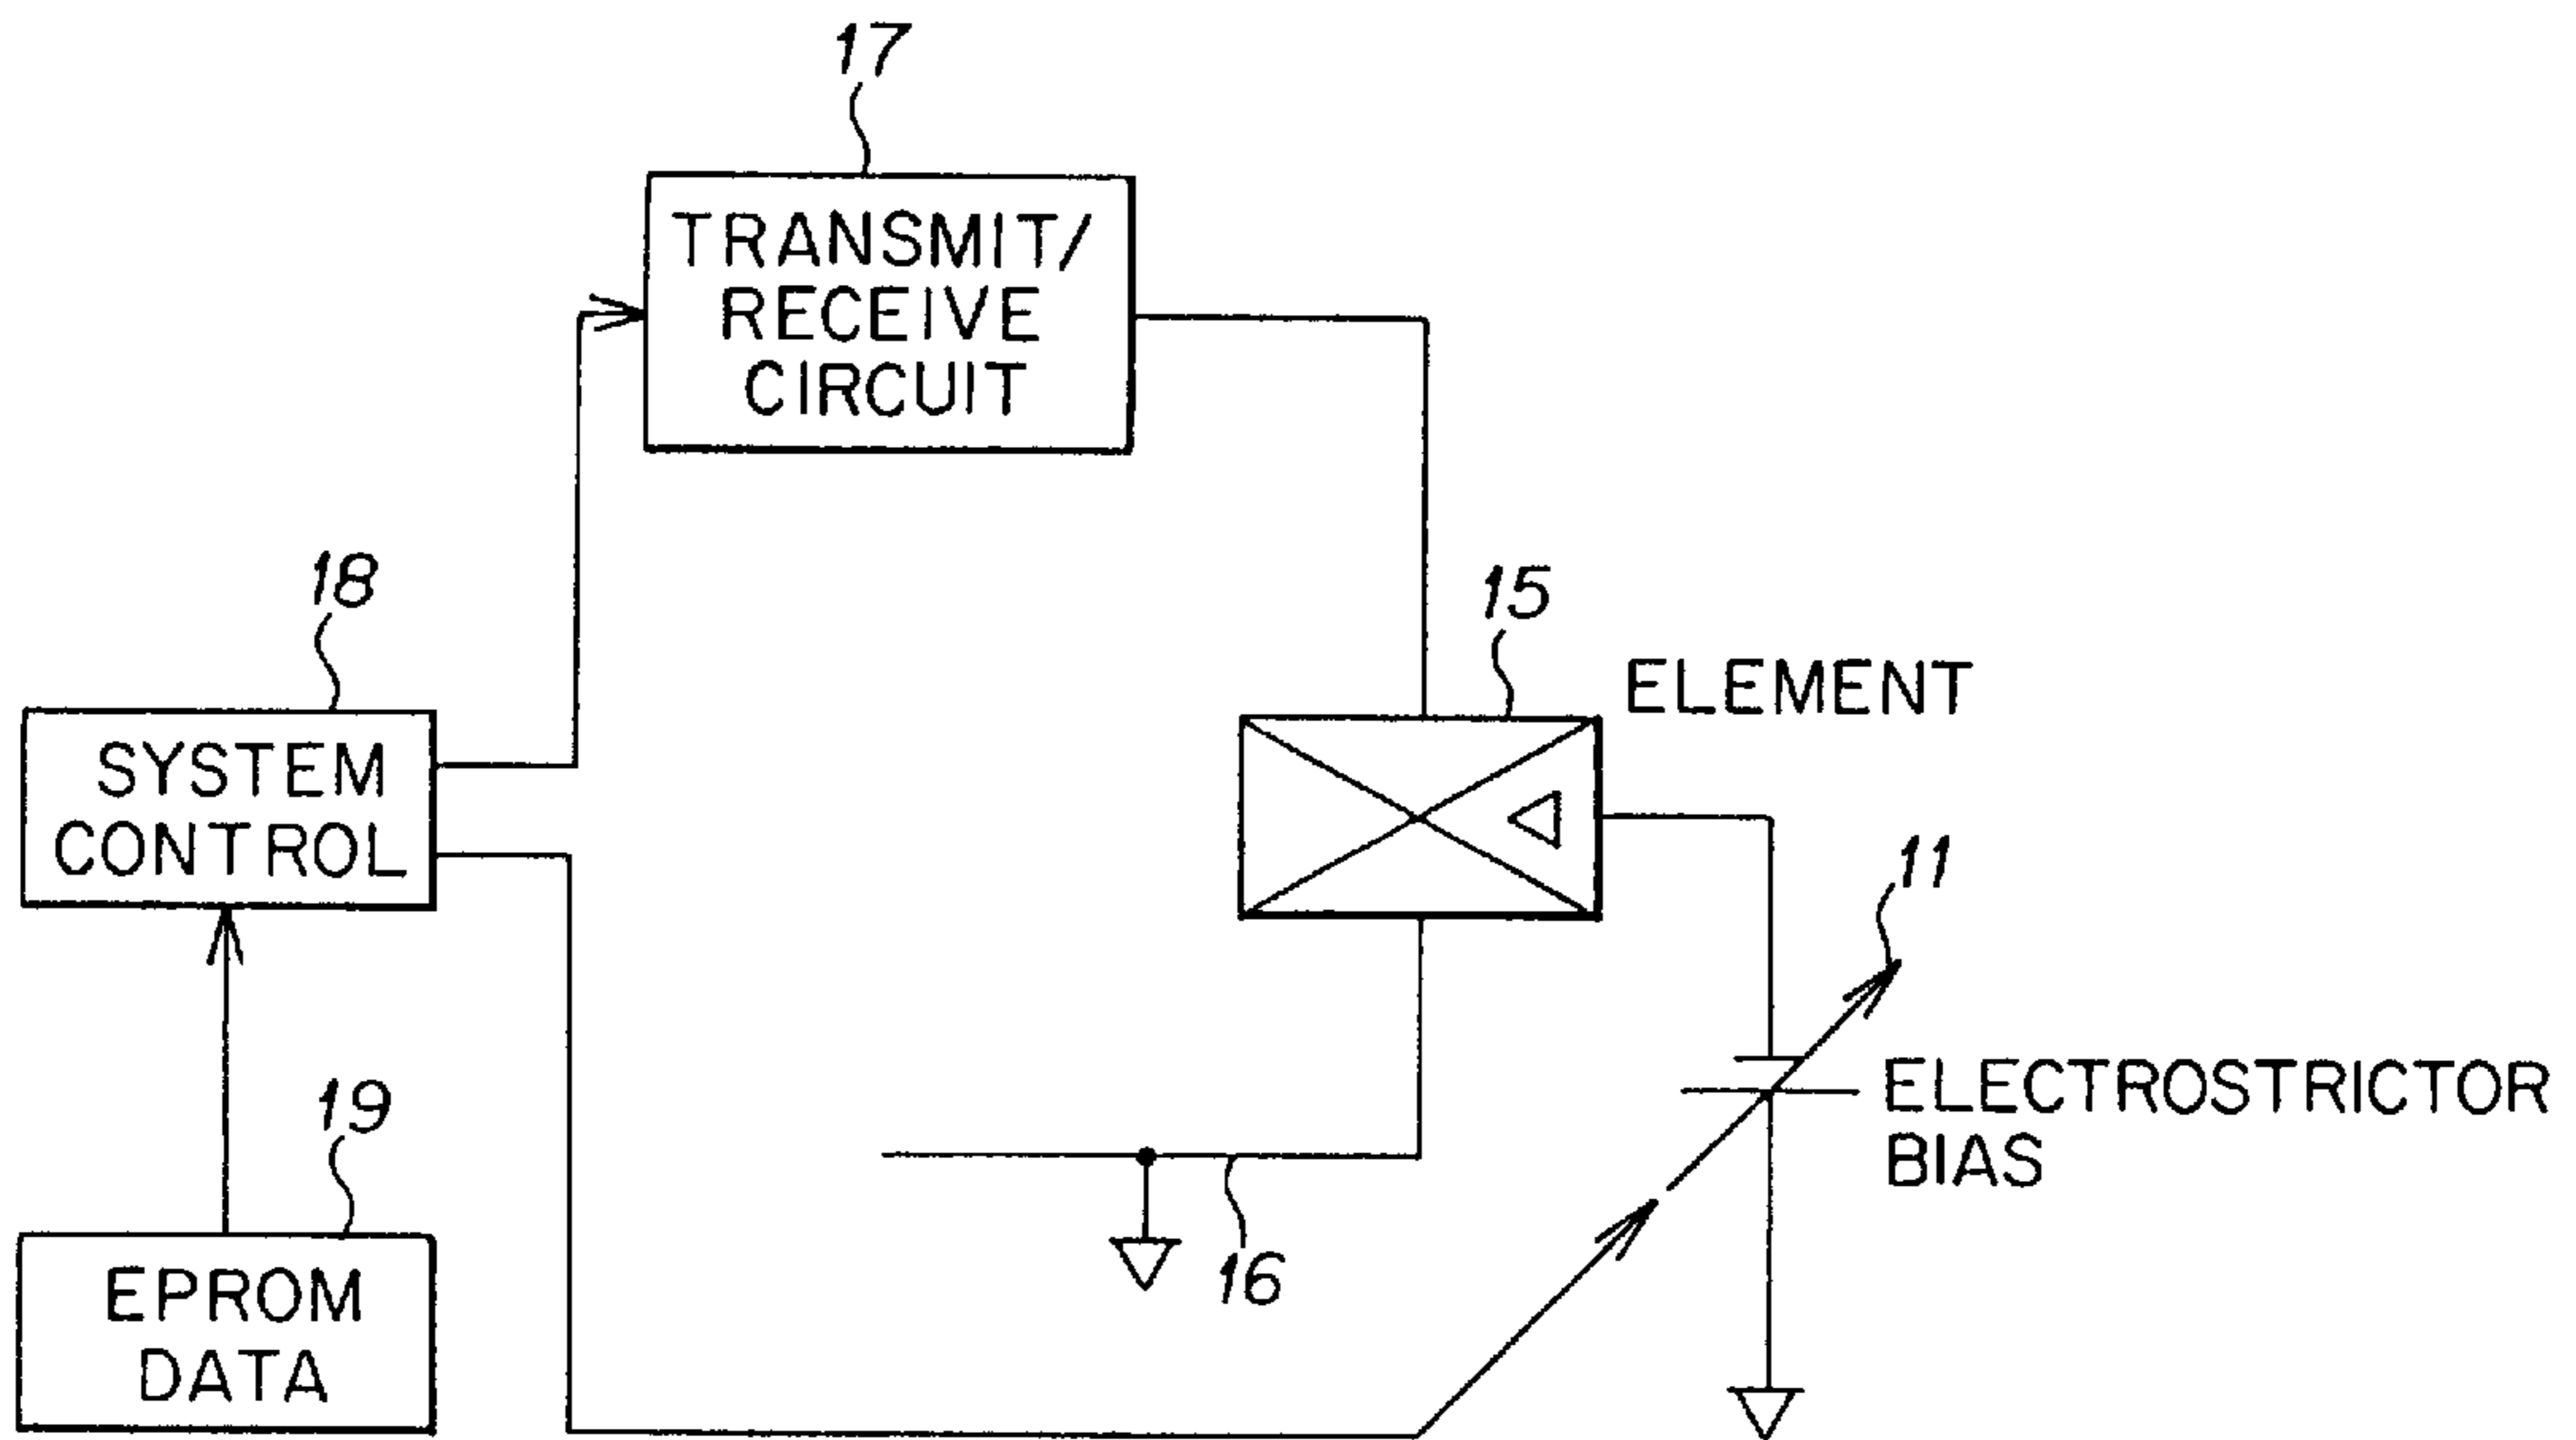 17
TRANSMIT/
RECEIVE
CIRCUIT
18
SYSTEM
CONTROL
15
ELEMENT
11
ELECTROSTRICTOR
BIAS
16
19
EPROM
DATA